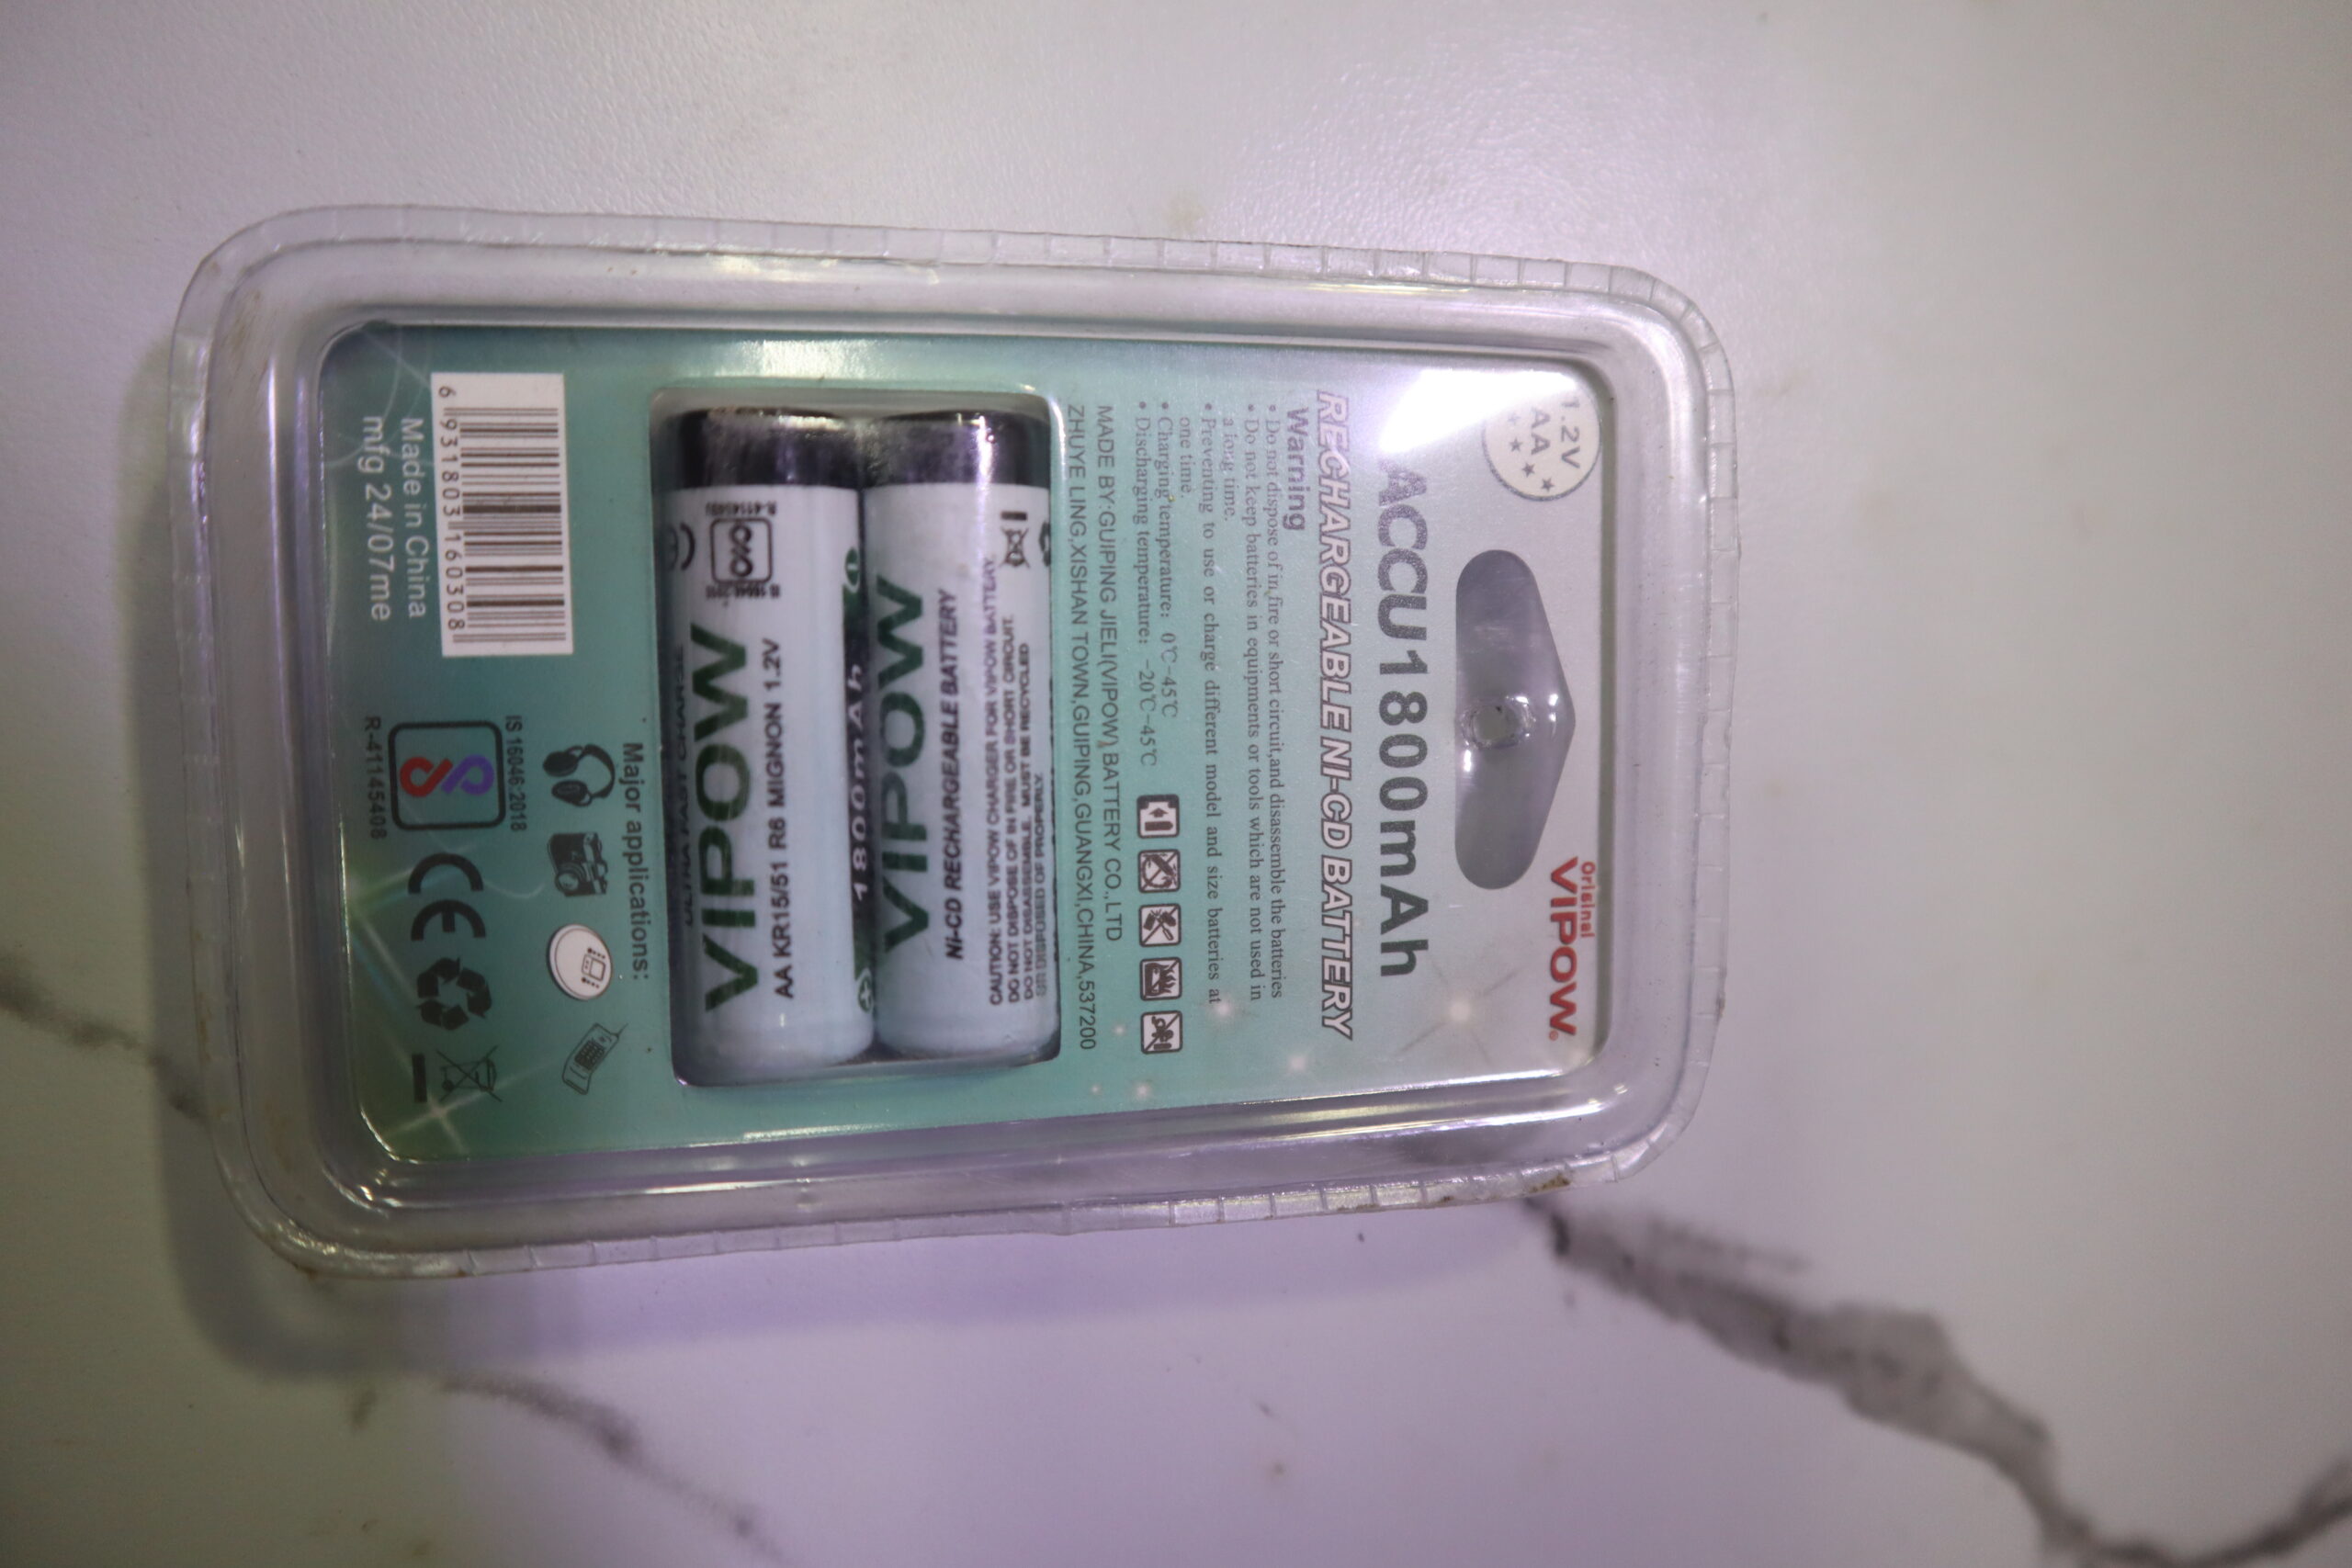 1.2V
AA
Original
VIPOW
ACCU1800mAh
RECHARGEABLE NI-CD BATTERY
Warning
• Do not dispose of in fire or short circuit,and disassemble the batteries
• Do not keep batteries in equipments or tools which are not used in
a long time.
• Preventing to use or charge different model and size batteries at
one time.
• Charging temperature: 0℃-45℃
• Discharging temperature: -20℃-45℃
MADE BY:GUIPING JIELI(VIPOW) BATTERY CO.,LTD
ZHUYE LING,XISHAN TOWN,GUIPING,GUANGXI,CHINA,537200
VIPOW
NI-CD RECHARGEABLE BATTERY
CAUTION: USE VIPOW CHARGER FOR VIPOW BATTERY.
DO NOT DISPOSE OF IN FIRE OR SHORT CIRCUIT.
DO NOT DISASSEMBLE. MUST BE RECYCLED
OR DISPOSED OF PROPERLY.
1800mAh
AA KR15/51 R6 MIGNON 1.2V
VIPOW
Major applications:
IS 16046:2018
R-41145408
CE
6 931803 160308
Made in China
mfg 24/07me